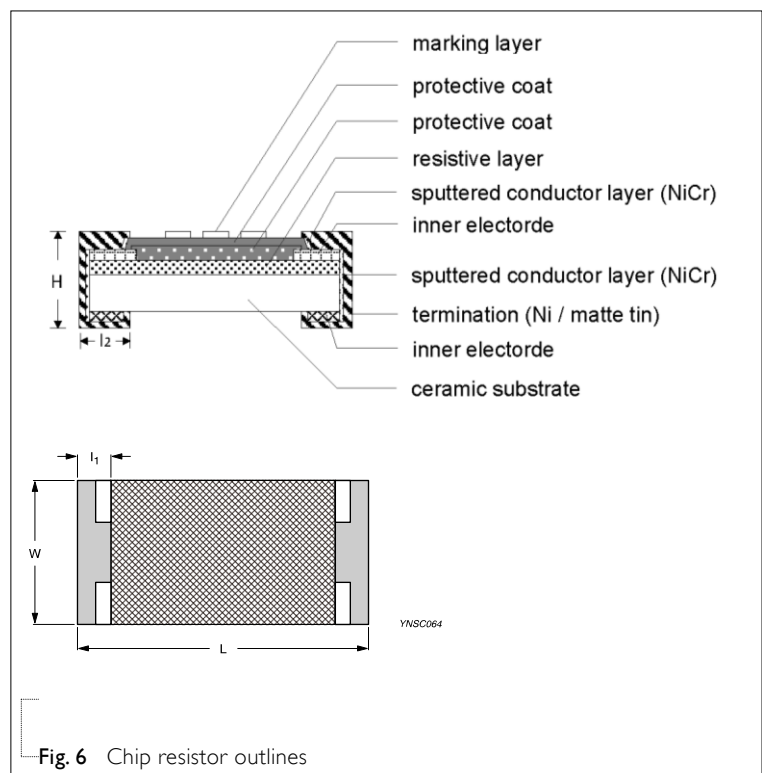 marking layer
protective coat
protective coat
resistive layer
sputtered conductor layer (NiCr)
inner electorde
H
sputtered conductor layer (NiCr)
termination (Ni / matte tin)
inner electorde
l2
ceramic substrate
l1
W
YNSC064
L
Fig. 6 Chip resistor outlines